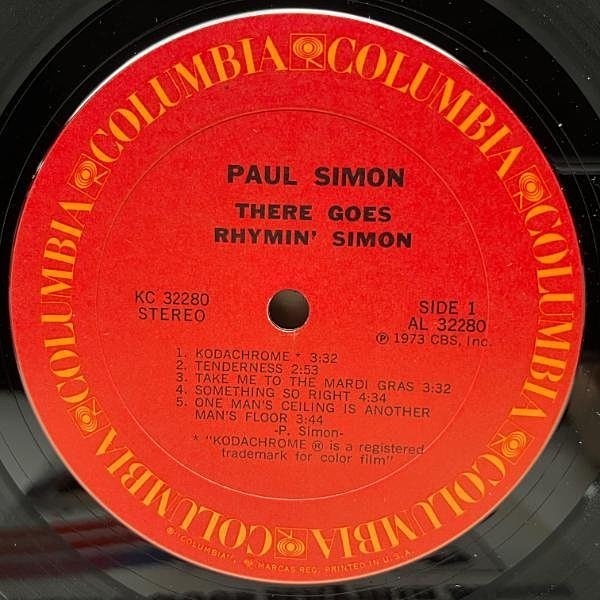 COLUMBIA COLUMBIA COLUMBIA COLUMBIA COLUMBIA COLUMBIA
PAUL SIMON
THERE GOES
RHYMIN' SIMON
KC 32280
STEREO
SIDE 1
AL 32280
Ⓟ 1973 CBS, Inc.
1. KODACHROME * 3:32
2. TENDERNESS 2:53
3. TAKE ME TO THE MARDI GRAS 3:32
4. SOMETHING SO RIGHT 4:34
5. ONE MAN'S CEILING IS ANOTHER
MAN'S FLOOR 3:44
-P. Simon-
* "KODACHROME ® is a registered
trademark for color film"
® "COLUMBIA", MARCAS REG. PRINTED IN U.S.A.